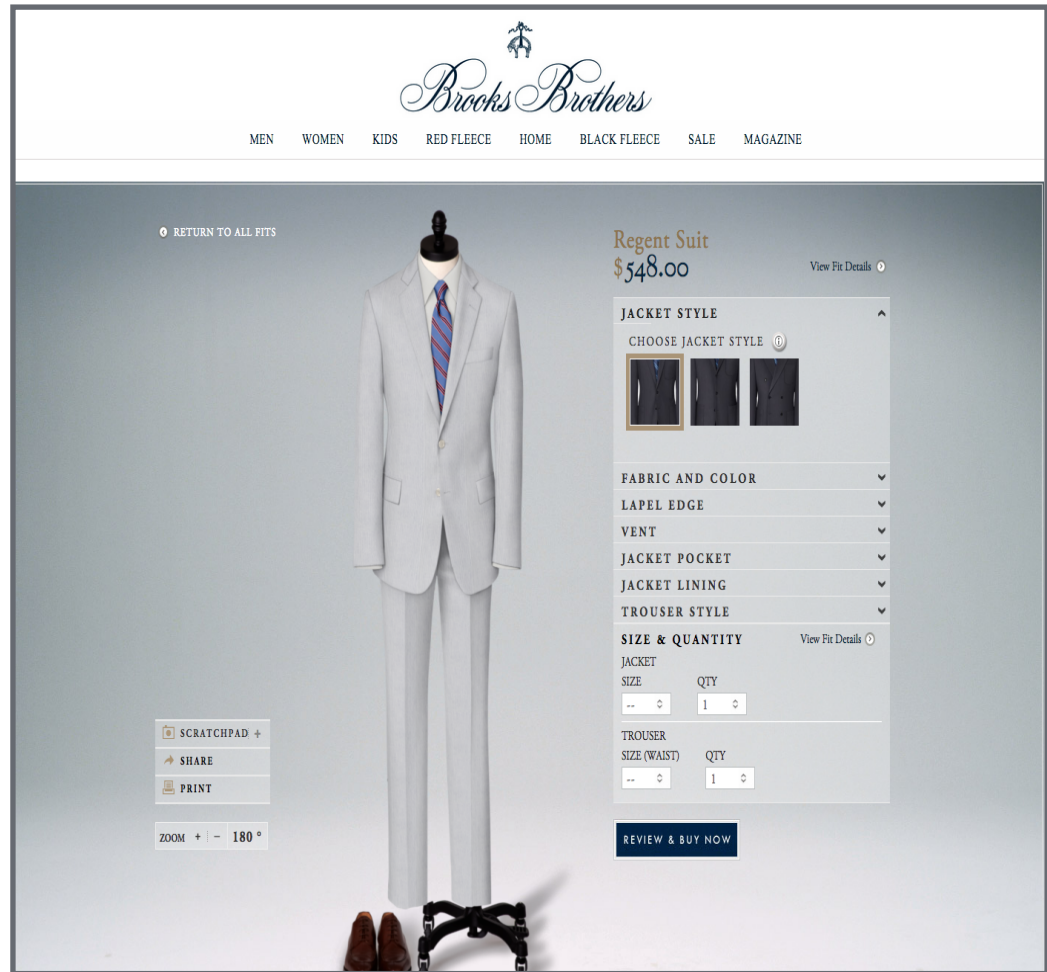 Brooks Brothers
MEN WOMEN KIDS RED FLEECE HOME BLACK FLEECE SALE MAGAZINE
RETURN TO ALL FITS
Regent Suit
$548.00
View Fit Details
JACKET STYLE
CHOOSE JACKET STYLE
FABRIC AND COLOR
LAPEL EDGE
VENT
JACKET POCKET
JACKET LINING
TROUSER STYLE
SIZE & QUANTITY View Fit Details
JACKET
SIZE QTY
-- 1
TROUSER
SIZE (WAIST) QTY
-- 1
REVIEW & BUY NOW
SCRATCHPAD +
SHARE
PRINT
ZOOM + - 180 °